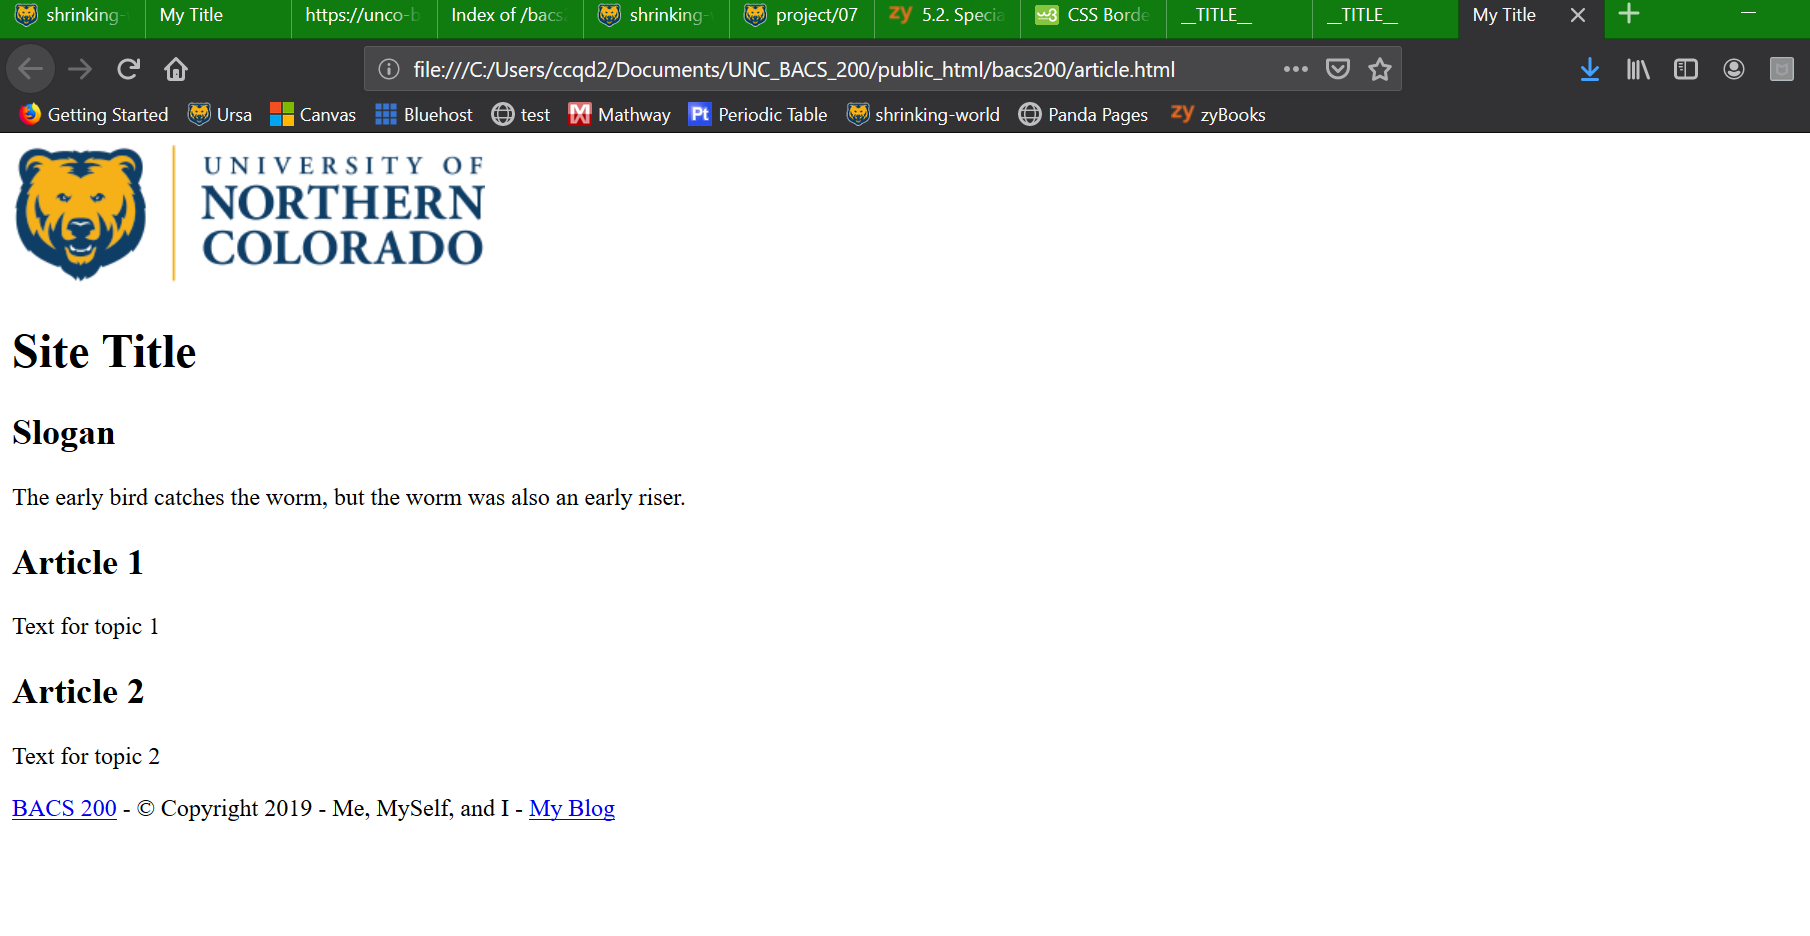 shrinking- My Title https://unco-b Index of /bacs. shrinking- project/07 zy 5.2. Specia w3 CSS Borde __TITLE__ __TITLE__ My Title
file:///C:/Users/ccqd2/Documents/UNC_BACS_200/public_html/bacs200/article.html
Getting Started Ursa Canvas Bluehost test Mathway Pt Periodic Table shrinking-world Panda Pages zy zyBooks
UNIVERSITY OF
NORTHERN
COLORADO
Site Title
Slogan
The early bird catches the worm, but the worm was also an early riser.
Article 1
Text for topic 1
Article 2
Text for topic 2
BACS 200 - © Copyright 2019 - Me, MySelf, and I - My Blog